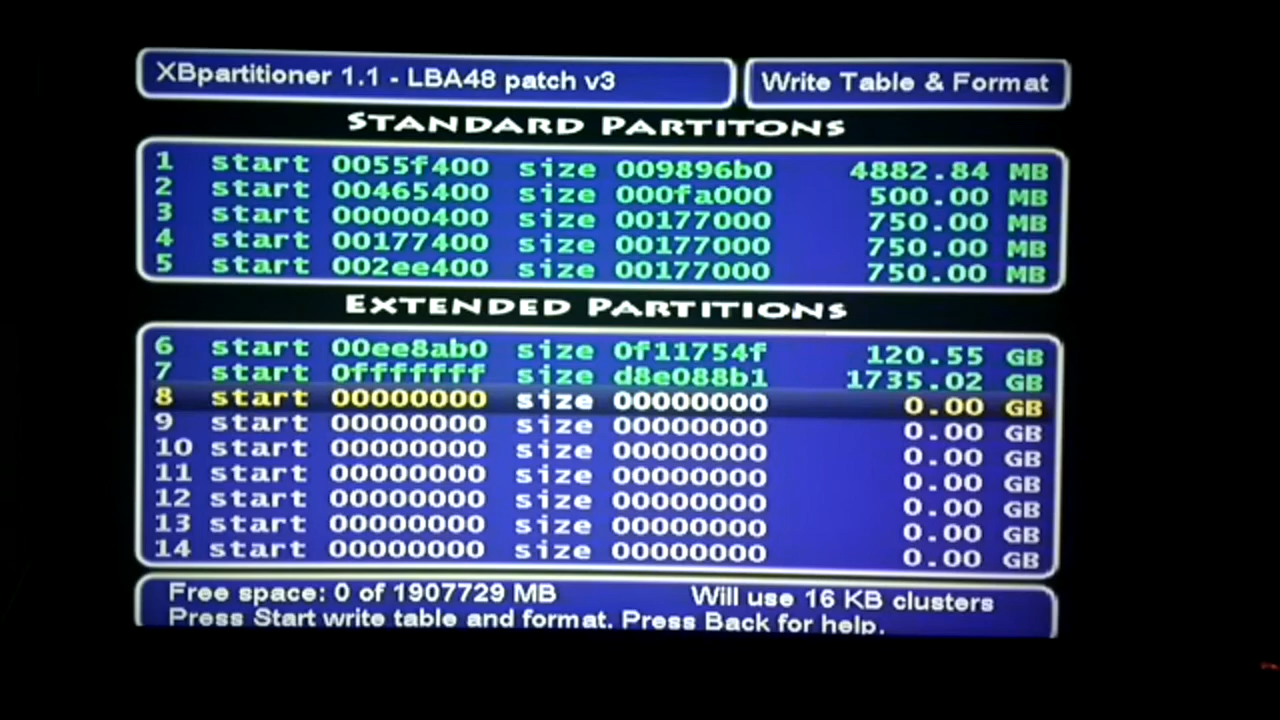 XBpartitioner 1.1 - LBA48 patch v3
Write Table & Format
STANDARD PARTITONS
1 start 0055f400 size 009896b0 4882.84 MB
2 start 00465400 size 000fa000 500.00 MB
3 start 00000400 size 00177000 750.00 MB
4 start 00177400 size 00177000 750.00 MB
5 start 002ee400 size 00177000 750.00 MB
EXTENDED PARTITIONS
6 start 00ee8ab0 size 0f11754f 120.55 GB
7 start 0fffffff size d8e088b1 1735.02 GB
8 start 00000000 size 00000000 0.00 GB
9 start 00000000 size 00000000 0.00 GB
10 start 00000000 size 00000000 0.00 GB
11 start 00000000 size 00000000 0.00 GB
12 start 00000000 size 00000000 0.00 GB
13 start 00000000 size 00000000 0.00 GB
14 start 00000000 size 00000000 0.00 GB
Free space: 0 of 1907729 MB Will use 16 KB clusters
Press Start write table and format. Press Back for help.